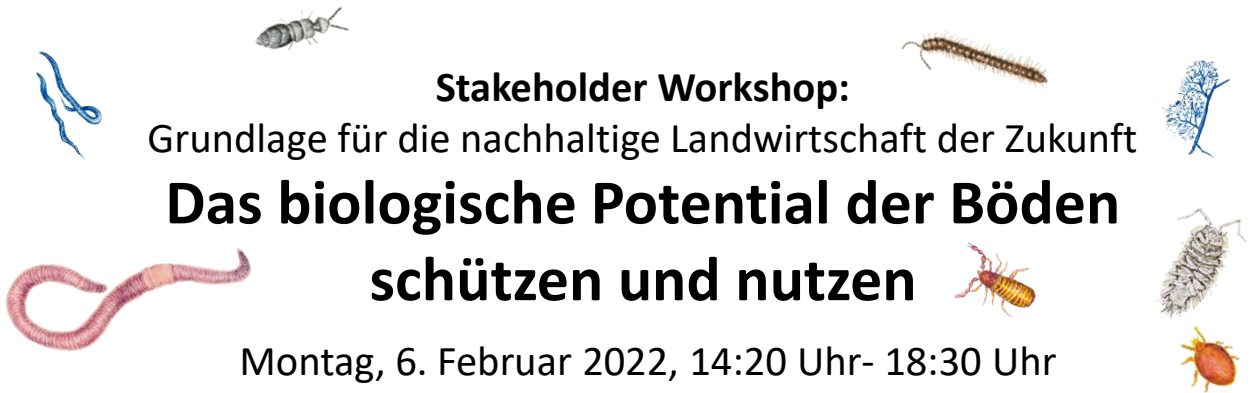 Stakeholder Workshop:
Grundlage für die nachhaltige Landwirtschaft der Zukunft
Das biologische Potential der Böden
schützen und nutzen
Montag, 6. Februar 2022, 14:20 Uhr- 18:30 Uhr